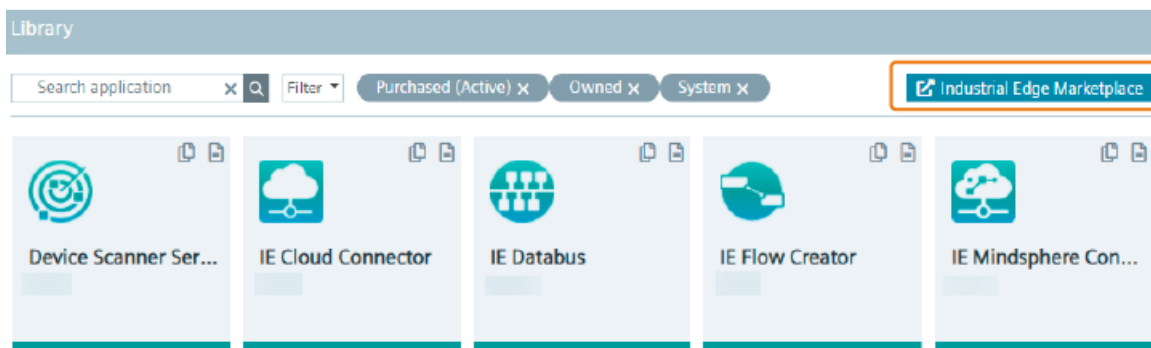 Library
Search application
Filter
Purchased (Active)
Owned
System
Industrial Edge Marketplace
Device Scanner Ser...
IE Cloud Connector
IE Databus
IE Flow Creator
IE Mindsphere Con...